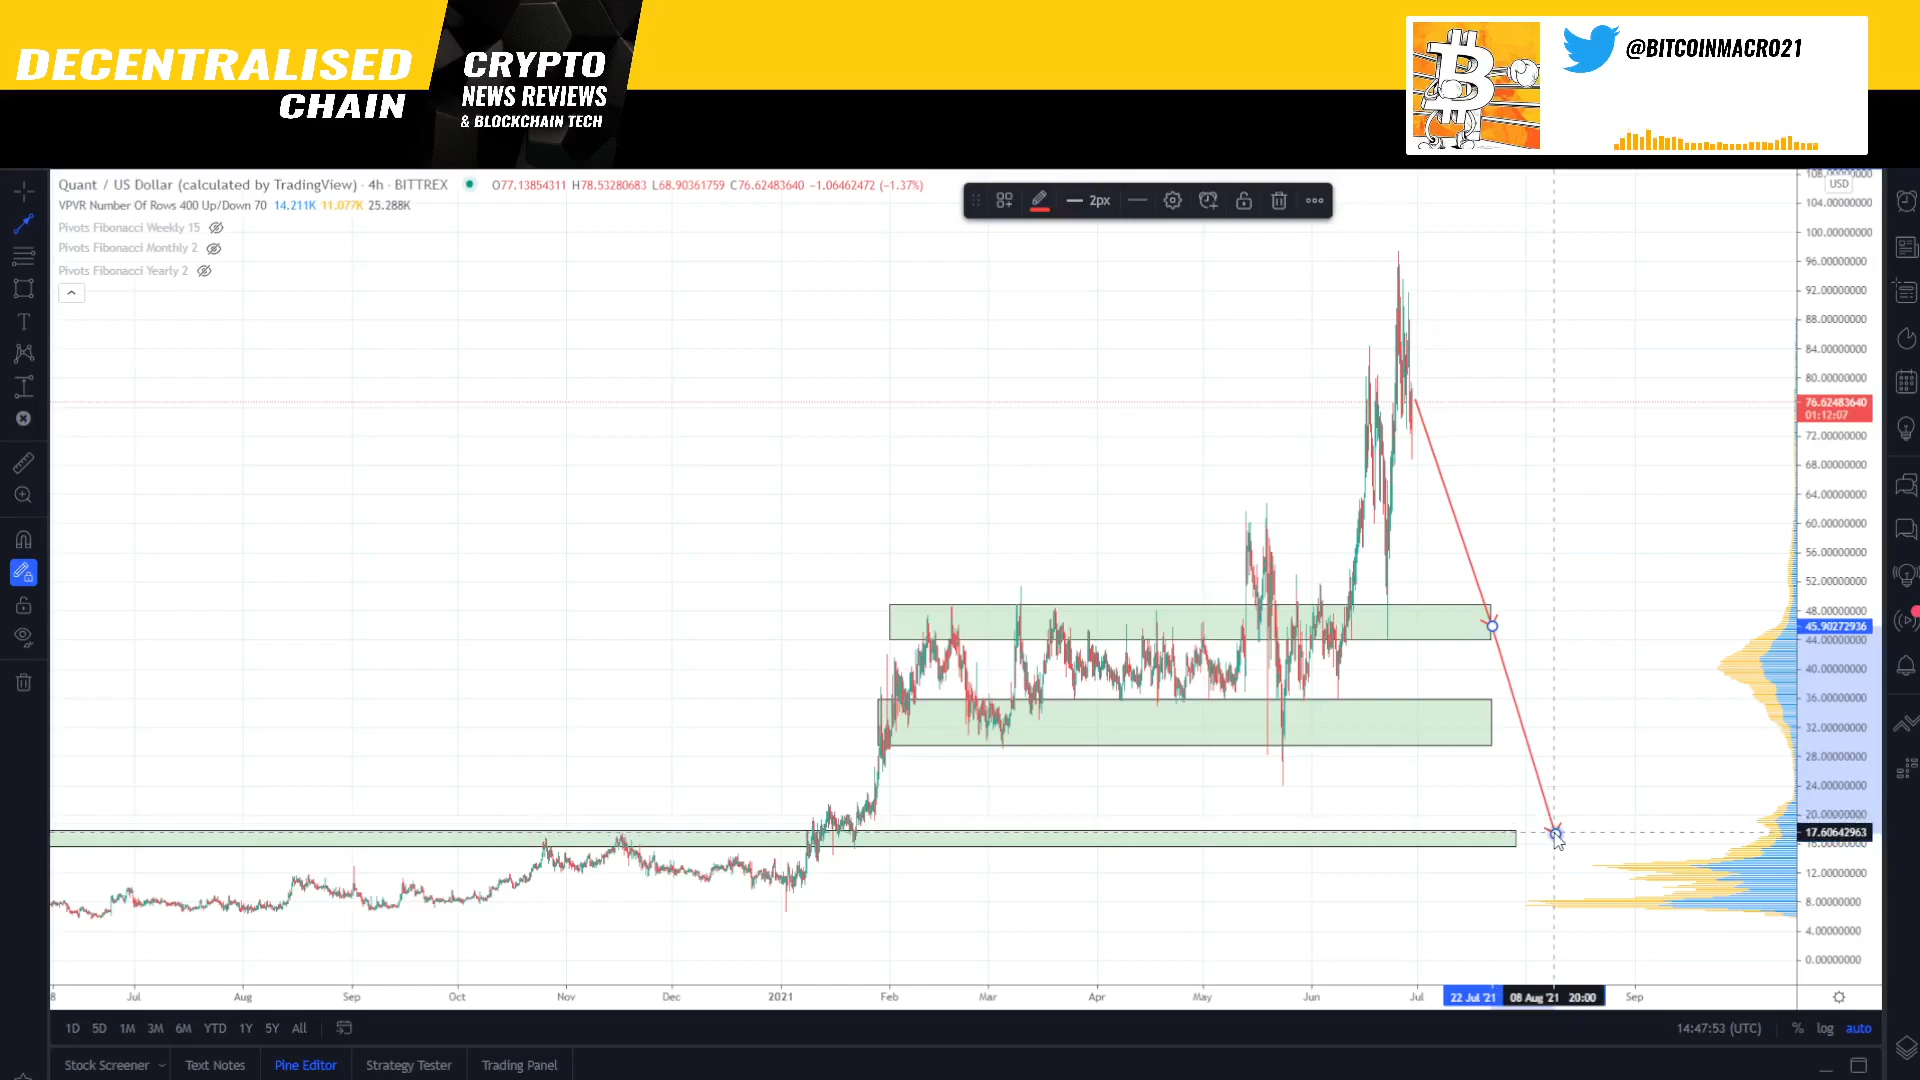 DECENTRALISED
CHAIN
CRYPTO
NEWS REVIEWS
& BLOCKCHAIN TECH
@BITCOINMACRO21
Quant / US Dollar (calculated by TradingView) · 4h · BITTREX
O77.13854311 H78.53280683 L68.90361759 C76.62483640 −1.06462472 (−1.37%)
VPVR Number Of Rows 400 Up/Down 70 14.211K 11.077K 25.288K
Pivots Fibonacci Weekly 15
Pivots Fibonacci Monthly 2
Pivots Fibonacci Yearly 2
2px
USD
104.00000000
100.00000000
96.00000000
92.00000000
88.00000000
84.00000000
80.00000000
76.62483640
01:12:07
72.00000000
68.00000000
64.00000000
60.00000000
56.00000000
52.00000000
48.00000000
45.90272936
44.00000000
40.00000000
36.00000000
32.00000000
28.00000000
24.00000000
20.00000000
17.60642963
12.00000000
8.00000000
4.00000000
0.00000000
Jul Aug Sep Oct Nov Dec 2021 Feb Mar Apr May Jun Jul 22 Jul '21 08 Aug '21 20:00 Sep
1D 5D 1M 3M 6M YTD 1Y 5Y All
14:47:53 (UTC) % log auto
Stock Screener Text Notes Pine Editor Strategy Tester Trading Panel